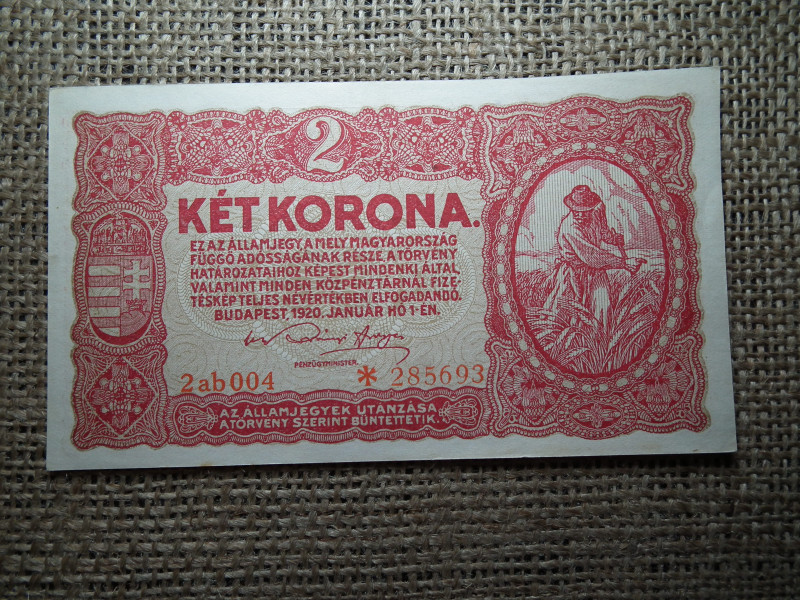 2
KÉT KORONA.
EZ AZ ÁLLAMJEGY, A MELY MAGYARORSZÁG
FÜGGŐ ADÓSSÁGÁNAK RÉSZE, A TÖRVÉNY
HATÁROZATAIHOZ KÉPEST MINDENKI ÁLTAL,
VALAMINT MINDEN KÖZPÉNZTÁRNÁL FIZE-
TÉSKÉP TELJES NÉVÉRTÉKBEN ELFOGADANDÓ.
BUDAPEST, 1920. JANUÁR HÓ 1-ÉN.
PÉNZÜGYMINISTER.
2ab004 * 285693
AZ ÁLLAMJEGYEK UTÁNZÁSA
A TÖRVÉNY SZERINT BÜNTETTETIK.